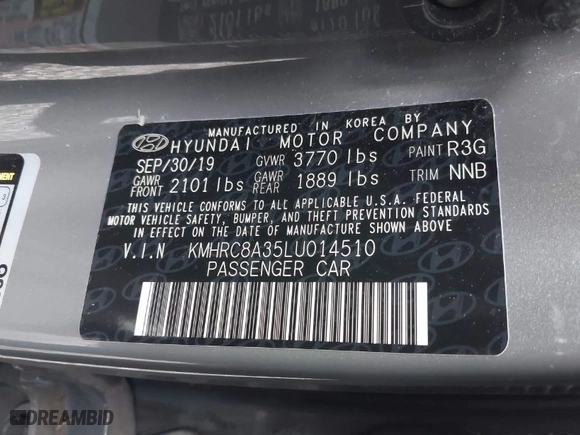 MANUFACTURED IN KOREA BY
HYUNDAI MOTOR COMPANY
SEP/30/19 GVWR 3770 lbs PAINT R3G
GAWR FRONT 2101 lbs GAWR REAR 1889 lbs TRIM NNB
THIS VEHICLE CONFORMS TO ALL APPLICABLE U.S.A. FEDERAL
MOTOR VEHICLE SAFETY, BUMPER, AND THEFT PREVENTION STANDARDS
IN EFFECT ON THE DATE OF MANUFACTURE SHOWN ABOVE
V.I.N KMHRC8A35LU014510
PASSENGER CAR
DREAMBID